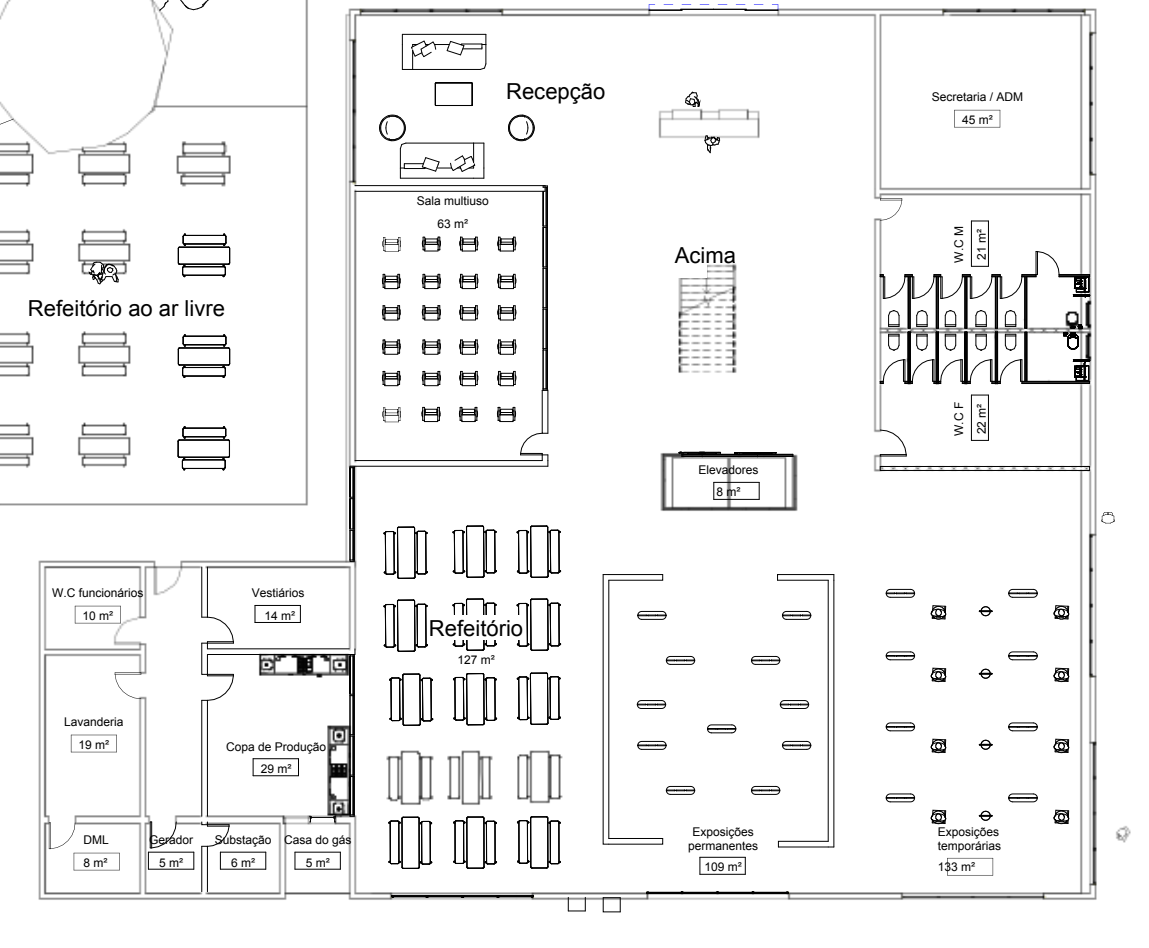 Recepção
Secretaria / ADM
45 m²
Sala multiuso
63 m²
W.C M
21 m²
Acima
Refeitório ao ar livre
W.C F
22 m²
Elevadores
8 m²
W.C funcionários
10 m²
Vestiários
14 m²
Refeitório
127 m²
Lavanderia
19 m²
Copa de Produção
29 m²
DML
8 m²
Gerador
5 m²
Substação
6 m²
Casa do gás
5 m²
Exposições
permanentes
109 m²
Exposições
temporárias
133 m²